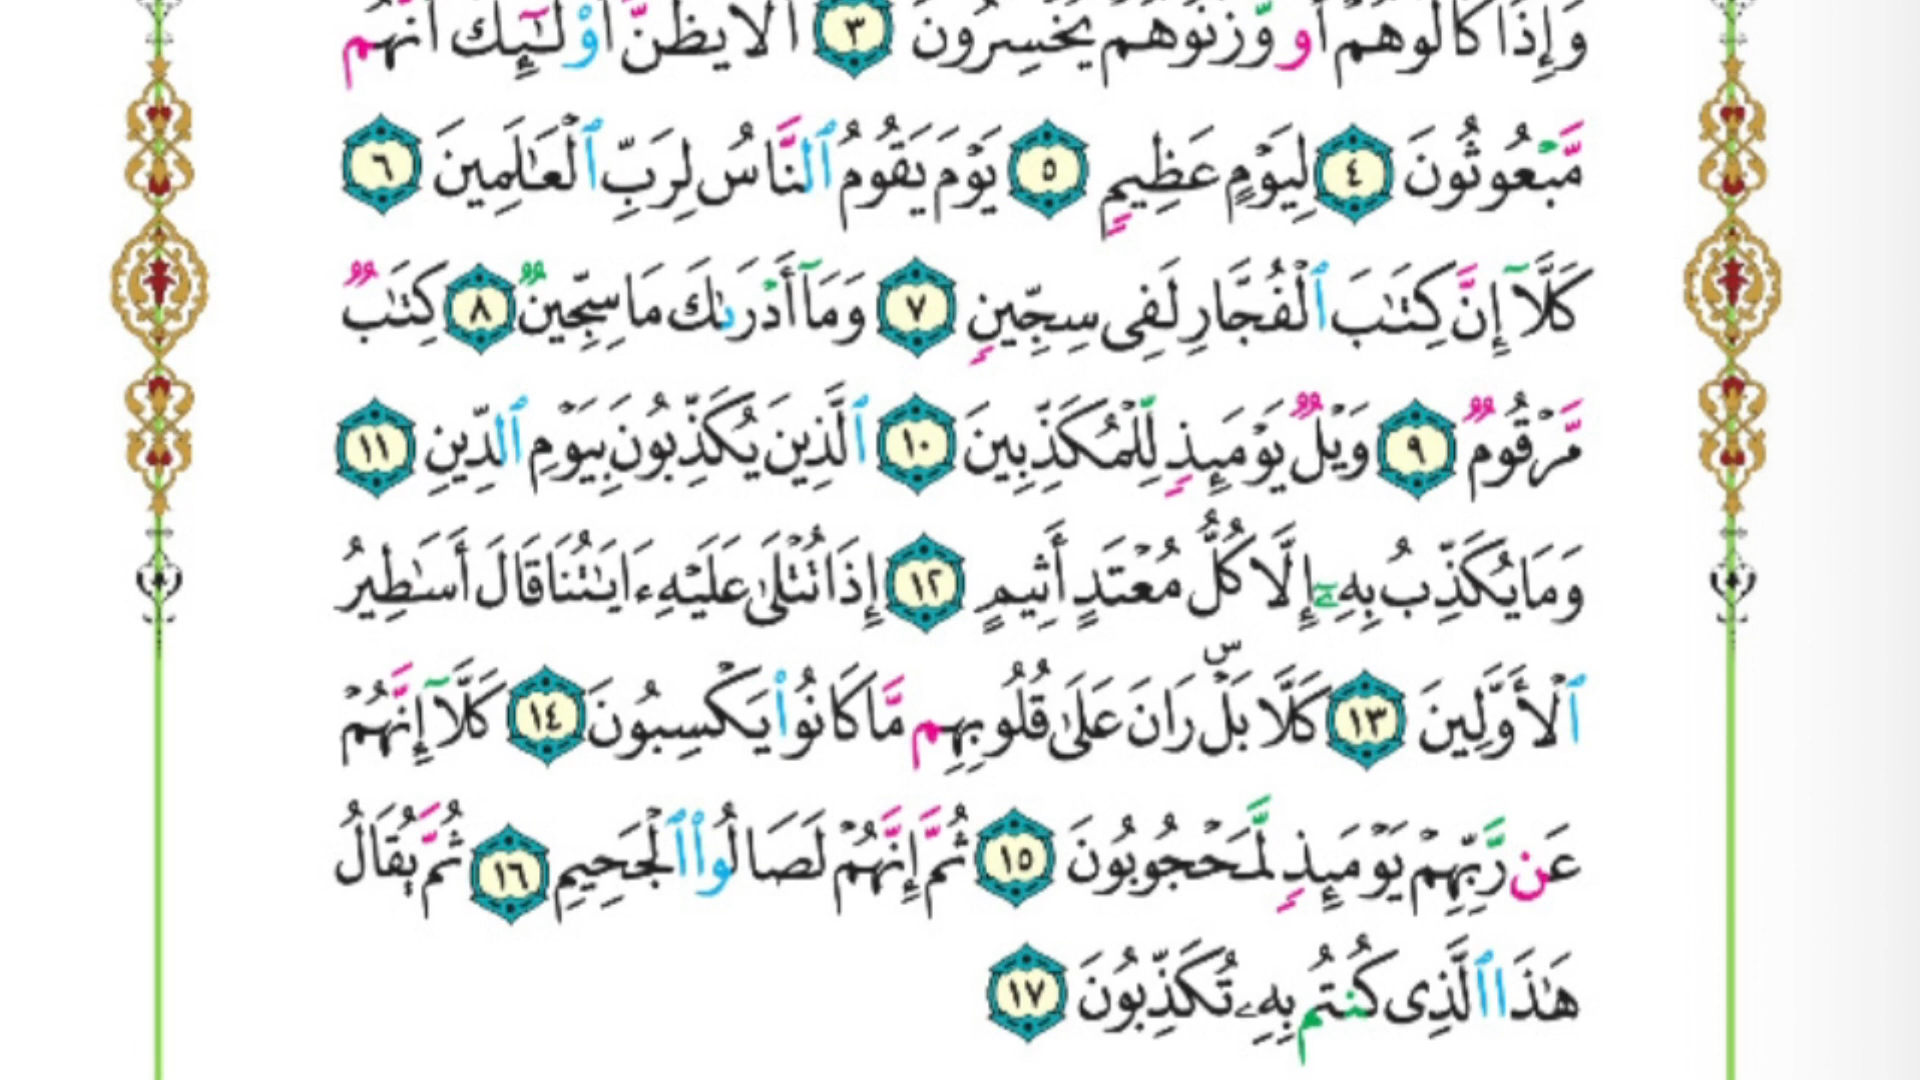 وَإِذَا كَالُوهُمْ أَو وَّزَنُوهُمْ يُخْسِرُونَ ٣ أَلَا يَظُنُّ أُو۟لَـٰٓئِكَ أَنَّهُم
مَّبْعُوثُونَ ٤ لِيَوْمٍ عَظِيمٍ ٥ يَوْمَ يَقُومُ ٱلنَّاسُ لِرَبِّ ٱلْعَـٰلَمِينَ ٦
كَلَّآ إِنَّ كِتَـٰبَ ٱلْفُجَّارِ لَفِى سِجِّينٍ ٧ وَمَآ أَدْرَىٰكَ مَا سِجِّينٌ ٨ كِتَـٰبٌ
مَّرْقُومٌ ٩ وَيْلٌ يَوْمَئِذٍ لِّلْمُكَذِّبِينَ ١٠ ٱلَّذِينَ يُكَذِّبُونَ بِيَوْمِ ٱلدِّينِ ١١
وَمَا يُكَذِّبُ بِهِۦٓ إِلَّا كُلُّ مُعْتَدٍ أَثِيمٍ ١٢ إِذَا تُتْلَىٰ عَلَيْهِ ءَايَـٰتُنَا قَالَ أَسَـٰطِيرُ
ٱلْأَوَّلِينَ ١٣ كَلَّا بَلْ ۜ رَانَ عَلَىٰ قُلُوبِهِم مَّا كَانُوا۟ يَكْسِبُونَ ١٤ كَلَّآ إِنَّهُمْ
عَن رَّبِّهِمْ يَوْمَئِذٍ لَّمَحْجُوبُونَ ١٥ ثُمَّ إِنَّهُمْ لَصَالُوا۟ ٱلْجَحِيمِ ١٦ ثُمَّ يُقَالُ
هَـٰذَا ٱلَّذِى كُنتُم بِهِۦ تُكَذِّبُونَ ١٧